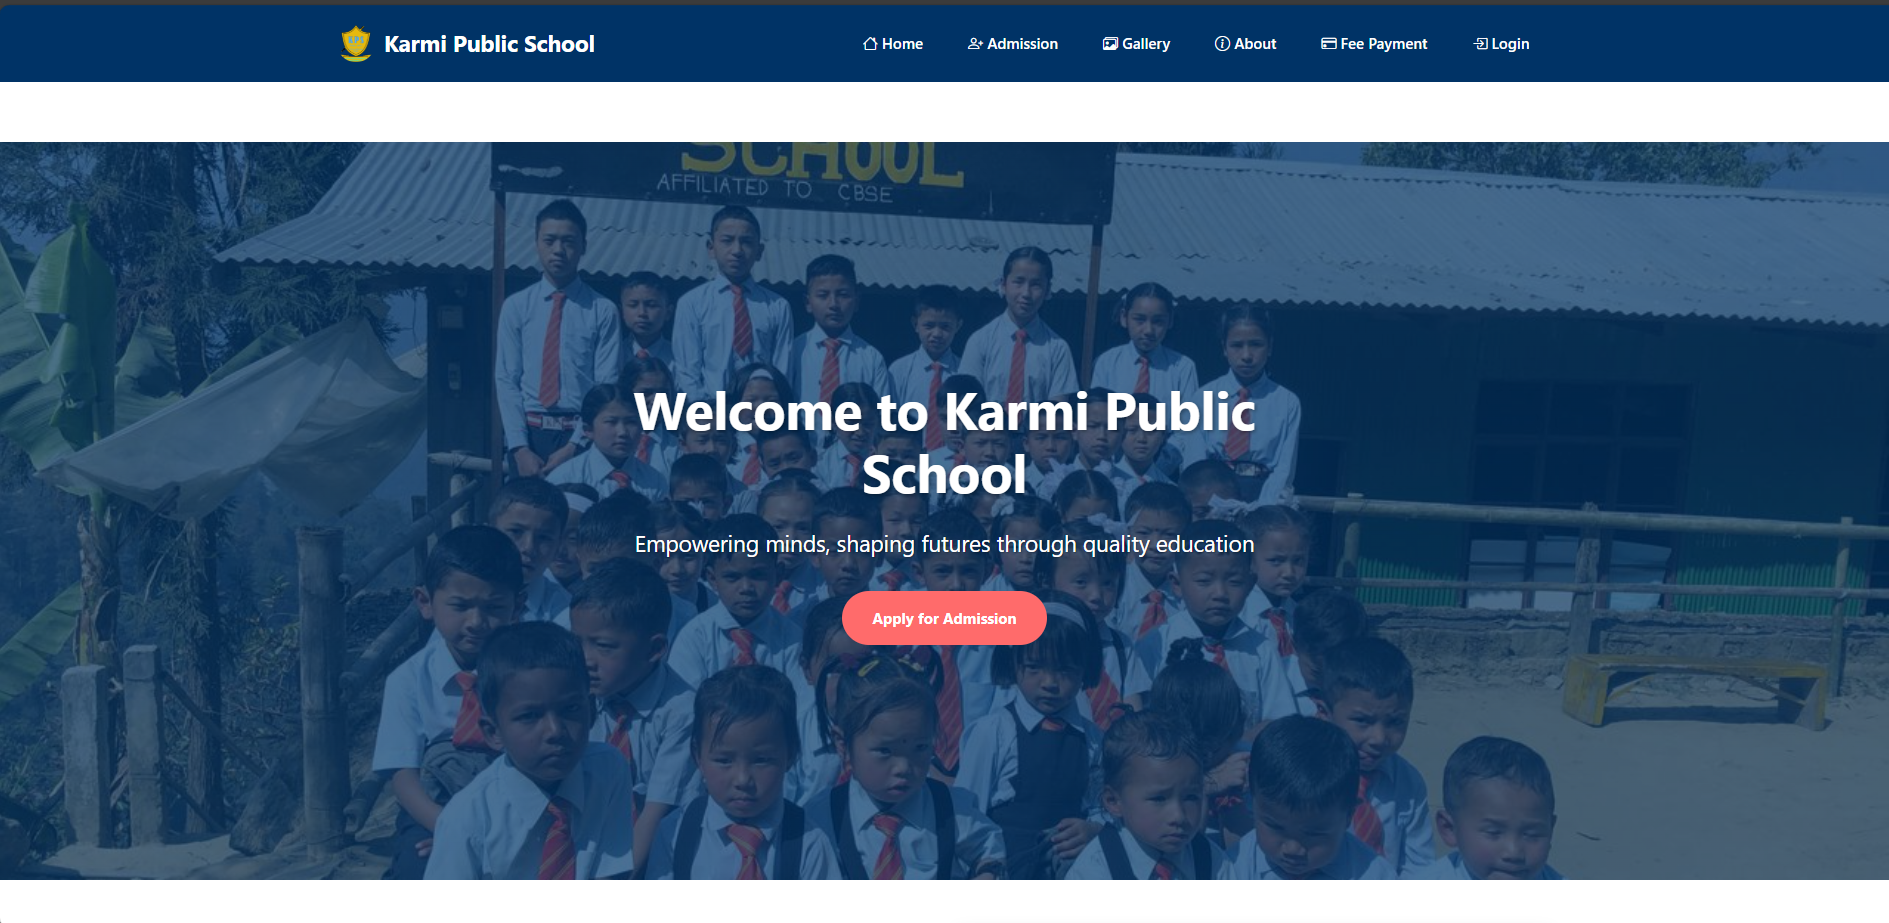 EPS
Karmi Public School
Home
Admission
Gallery
About
Fee Payment
Login
SCHOOL
AFFILIATED TO CBSE
Welcome to Karmi Public
School
Empowering minds, shaping futures through quality education
Apply for Admission